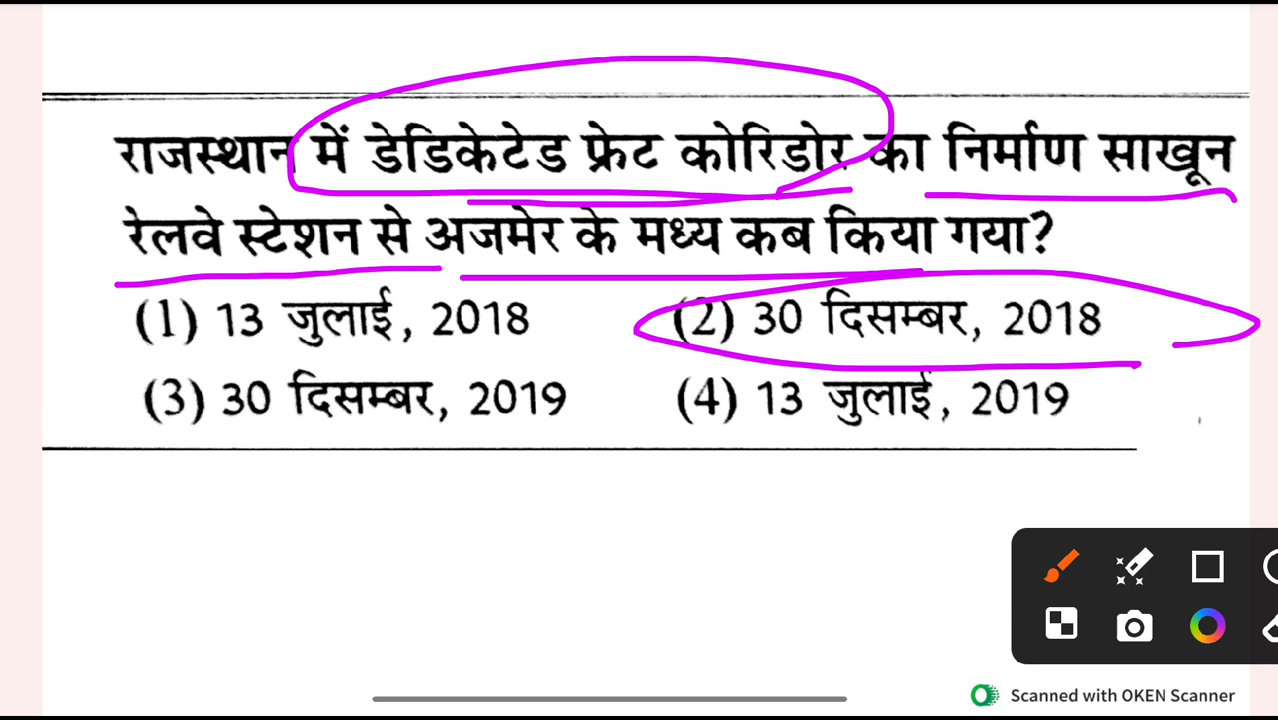 राजस्थान में डेडिकेटेड फ्रेट कोरिडोर का निर्माण साखून
रेलवे स्टेशन से अजमेर के मध्य कब किया गया?
(1) 13 जुलाई, 2018 (2) 30 दिसम्बर, 2018
(3) 30 दिसम्बर, 2019 (4) 13 जुलाई, 2019
Scanned with OKEN Scanner